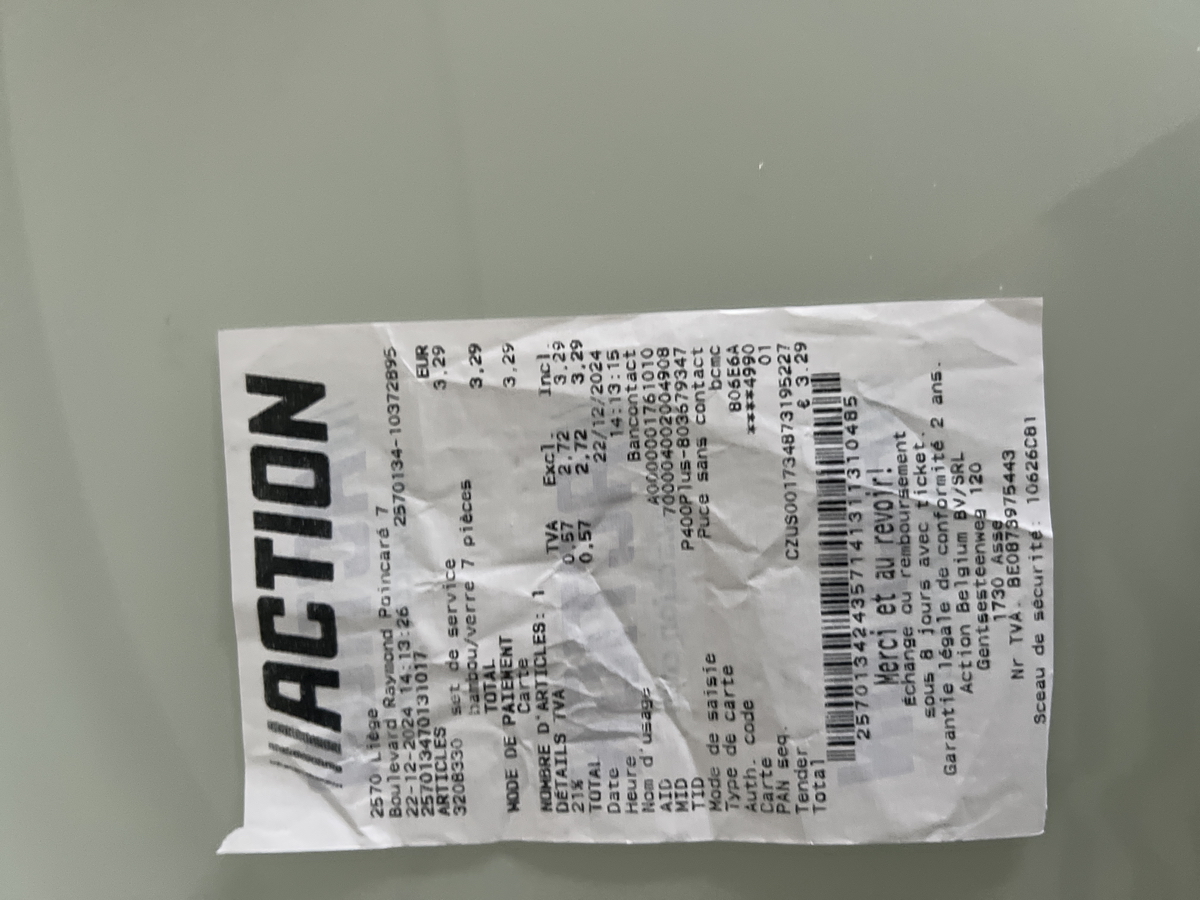 ACTION
2570 Liège
Boulevard Raymond Poincaré 7
22-12-2024 14:13:26 2570134-10372895
257013470131017
ARTICLES EUR
3208330 set de service 3.29
bambou/verre 7 pièces
TOTAL 3.29
MODE DE PAIEMENT
Carte 3.29
NOMBRE D'ARTICLES: 1
DÉTAILS TVA TVA Excl. Incl.
21% 0.57 2.72 3.29
TOTAL 0.57 2.72 3.29
Date 22/12/2024
Heure 14:13:15
Nom d'usage Bancontact
AID A0000001761010
MID 70000402004908
TID P400Plus-803679347
Mode de saisie Puce sans contact
Type de carte bcmc
Auth. code 806E6A
Carte ****4990
PAN seq. 01
Tender CZUS001734873195227
Total € 3.29
2570134243571413113104​85
Merci et au revoir!
Échange ou remboursement
sous 8 jours avec ticket.
Garantie légale de conformité 2 ans.
Action Belgium BV/SRL
Gentsesteenweg 120
1730 Asse
Nr TVA. BE0873975443
Sceau de sécurité: 10626C81